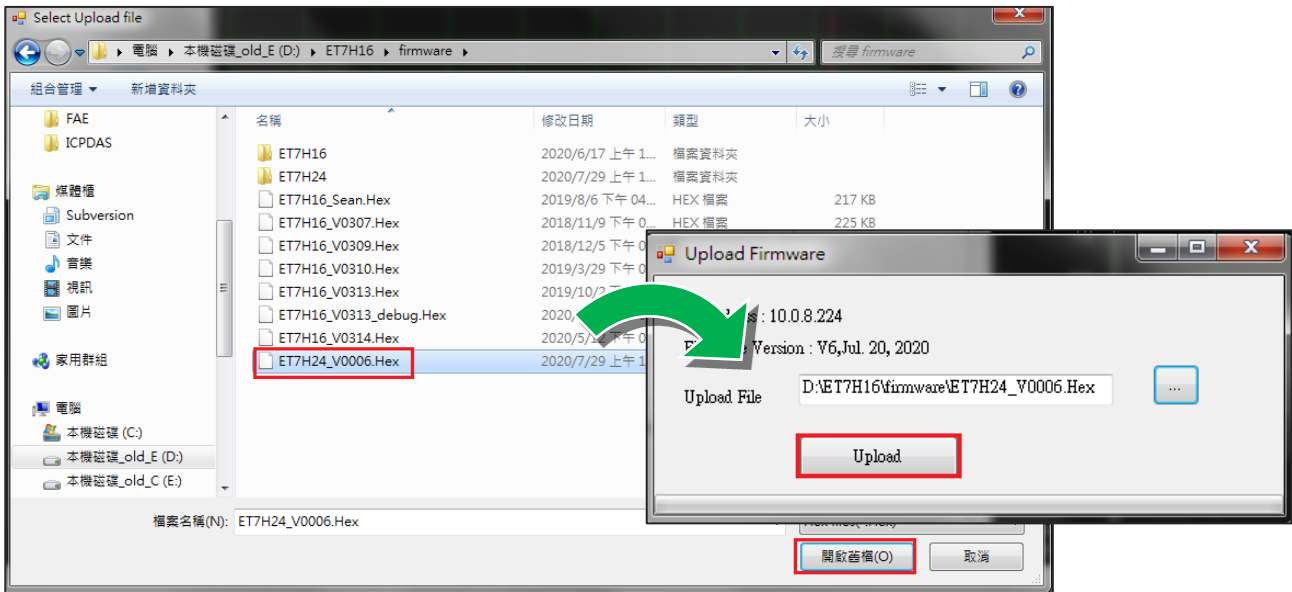 Select Upload file
電腦 本機磁碟_old_E (D:) ET7H16 firmware 搜尋 firmware
組合管理 新增資料夾
FAE
ICPDAS
媒體櫃
Subversion
文件
音樂
視訊
圖片
家用群組
電腦
本機磁碟 (C:)
本機磁碟_old_E (D:)
本機磁碟_old_C (E:)
名稱 修改日期 類型 大小
ET7H16 2020/6/17 上午 1... 檔案資料夾
ET7H24 2020/7/29 上午 1... 檔案資料夾
ET7H16_Sean.Hex 2019/8/6 下午 04... HEX 檔案 217 KB
ET7H16_V0307.Hex 2018/11/9 下午 0... HEX 檔案 225 KB
ET7H16_V0309.Hex 2018/12/5 下午 0
ET7H16_V0310.Hex 2019/3/29 下午 0
ET7H16_V0313.Hex 2019/10/2
ET7H16_V0313_debug.Hex 2020/
ET7H16_V0314.Hex 2020/5/12 下午 0
ET7H24_V0006.Hex 2020/7/29 上午 1
檔案名稱(N): ET7H24_V0006.Hex
開啟舊檔(O) 取消
Upload Firmware
: 10.0.8.224
Version : V6,Jul. 20, 2020
Upload File D:\ET7H16\firmware\ET7H24_V0006.Hex ...
Upload